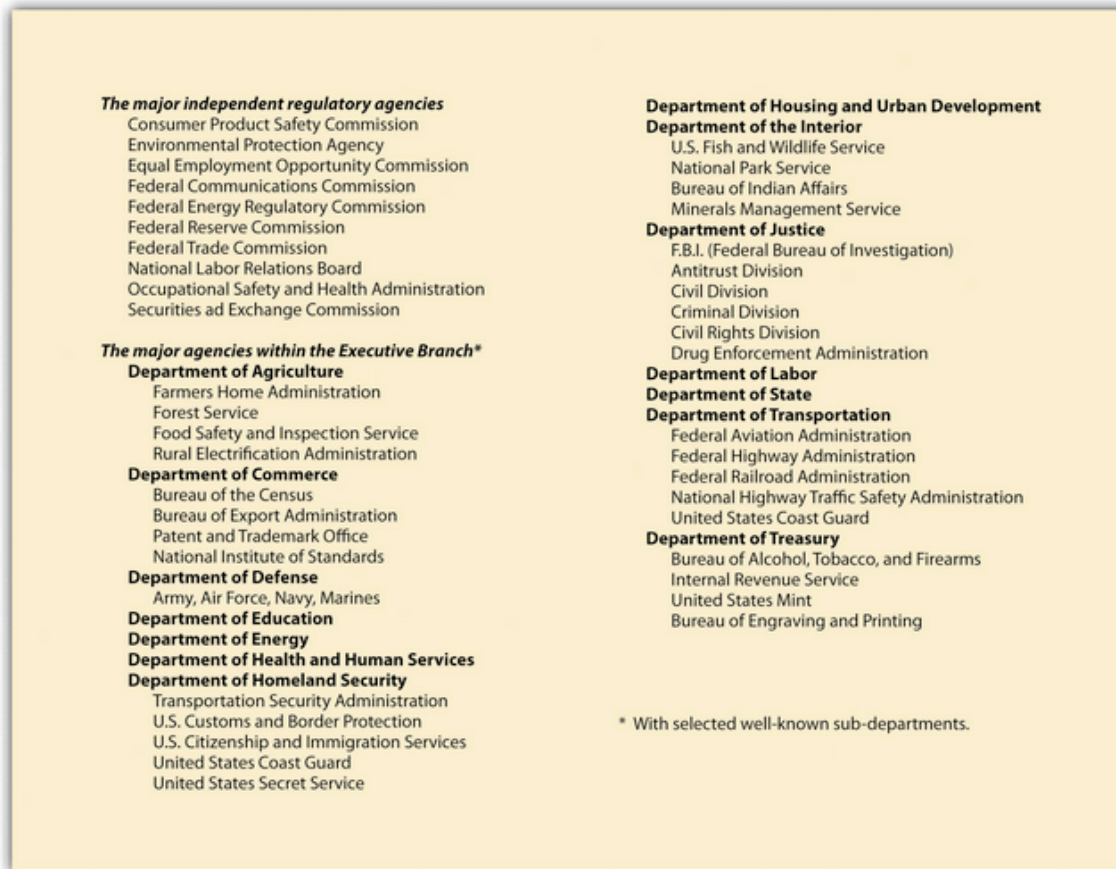 The major independent regulatory agencies
Consumer Product Safety Commission
Environmental Protection Agency
Equal Employment Opportunity Commission
Federal Communications Commission
Federal Energy Regulatory Commission
Federal Reserve Commission
Federal Trade Commission
National Labor Relations Board
Occupational Safety and Health Administration
Securities ad Exchange Commission
The major agencies within the Executive Branch*
Department of Agriculture
Farmers Home Administration
Forest Service
Food Safety and Inspection Service
Rural Electrification Administration
Department of Commerce
Bureau of the Census
Bureau of Export Administration
Patent and Trademark Office
National Institute of Standards
Department of Defense
Army, Air Force, Navy, Marines
Department of Education
Department of Energy
Department of Health and Human Services
Department of Homeland Security
Transportation Security Administration
U.S. Customs and Border Protection
U.S. Citizenship and Immigration Services
United States Coast Guard
United States Secret Service
Department of Housing and Urban Development
Department of the Interior
U.S. Fish and Wildlife Service
National Park Service
Bureau of Indian Affairs
Minerals Management Service
Department of Justice
F.B.I. (Federal Bureau of Investigation)
Antitrust Division
Civil Division
Criminal Division
Civil Rights Division
Drug Enforcement Administration
Department of Labor
Department of State
Department of Transportation
Federal Aviation Administration
Federal Highway Administration
Federal Railroad Administration
National Highway Traffic Safety Administration
United States Coast Guard
Department of Treasury
Bureau of Alcohol, Tobacco, and Firearms
Internal Revenue Service
United States Mint
Bureau of Engraving and Printing
* With selected well-known sub-departments.